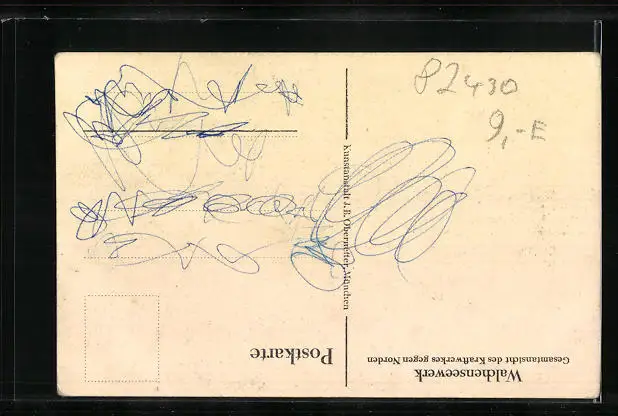 82430
9,-E
Kunstanstalt J. B. Obernetter, München
Postkarte
Walchenseewerk
Gesamtansicht des Kraftwerkes gegen Norden